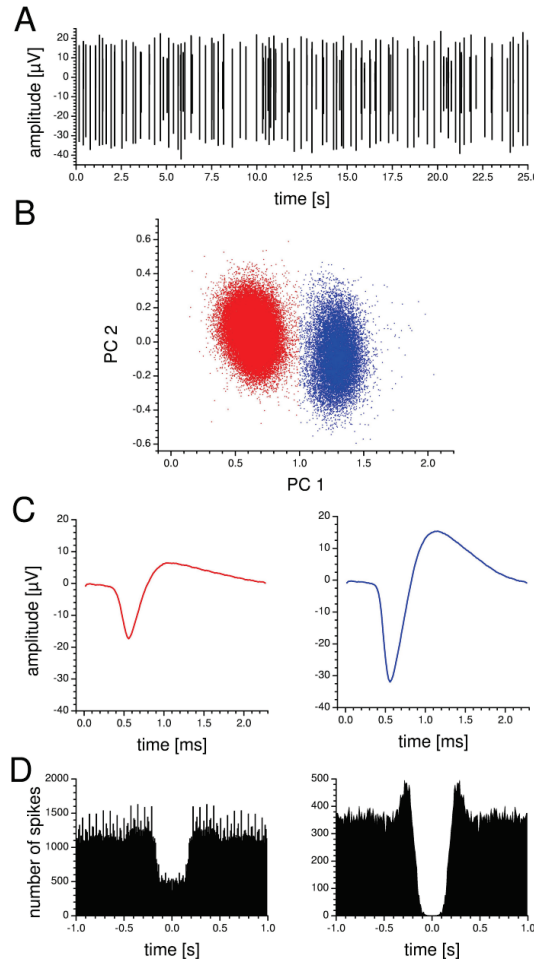 A
amplitude [µV]
20
10
0
-10
-20
-30
-40
0.0 2.5 5.0 7.5 10.0 12.5 15.0 17.5 20.0 22.5 25.0
time [s]
B
PC 2
0.6
0.4
0.2
0.0
-0.2
-0.4
-0.6
0.0 0.5 1.0 1.5 2.0
PC 1
C
amplitude [µV]
20
10
0
-10
-20
-30
-40
0.0 0.5 1.0 1.5 2.0
time [ms]
20
10
0
-10
-20
-30
-40
0.0 0.5 1.0 1.5 2.0
time [ms]
D
number of spikes
2000
1500
1000
500
0
-1.0 -0.5 0.0 0.5 1.0
time [s]
500
400
300
200
100
0
-1.0 -0.5 0.0 0.5 1.0
time [s]